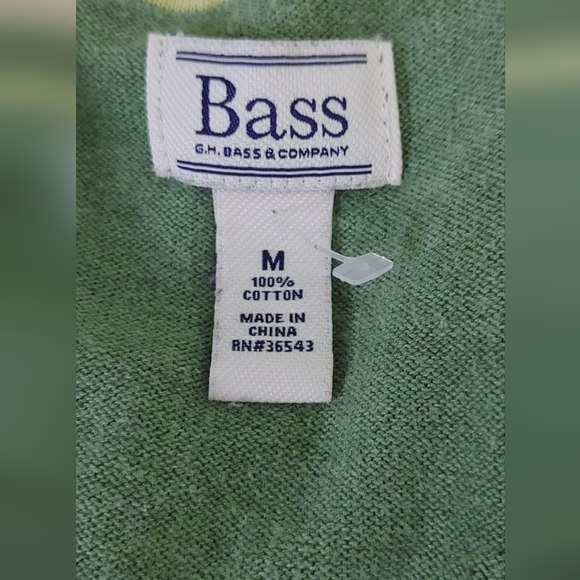 Bass
G.H. BASS & COMPANY
M
100%
COTTON
MADE IN
CHINA
RN#36543